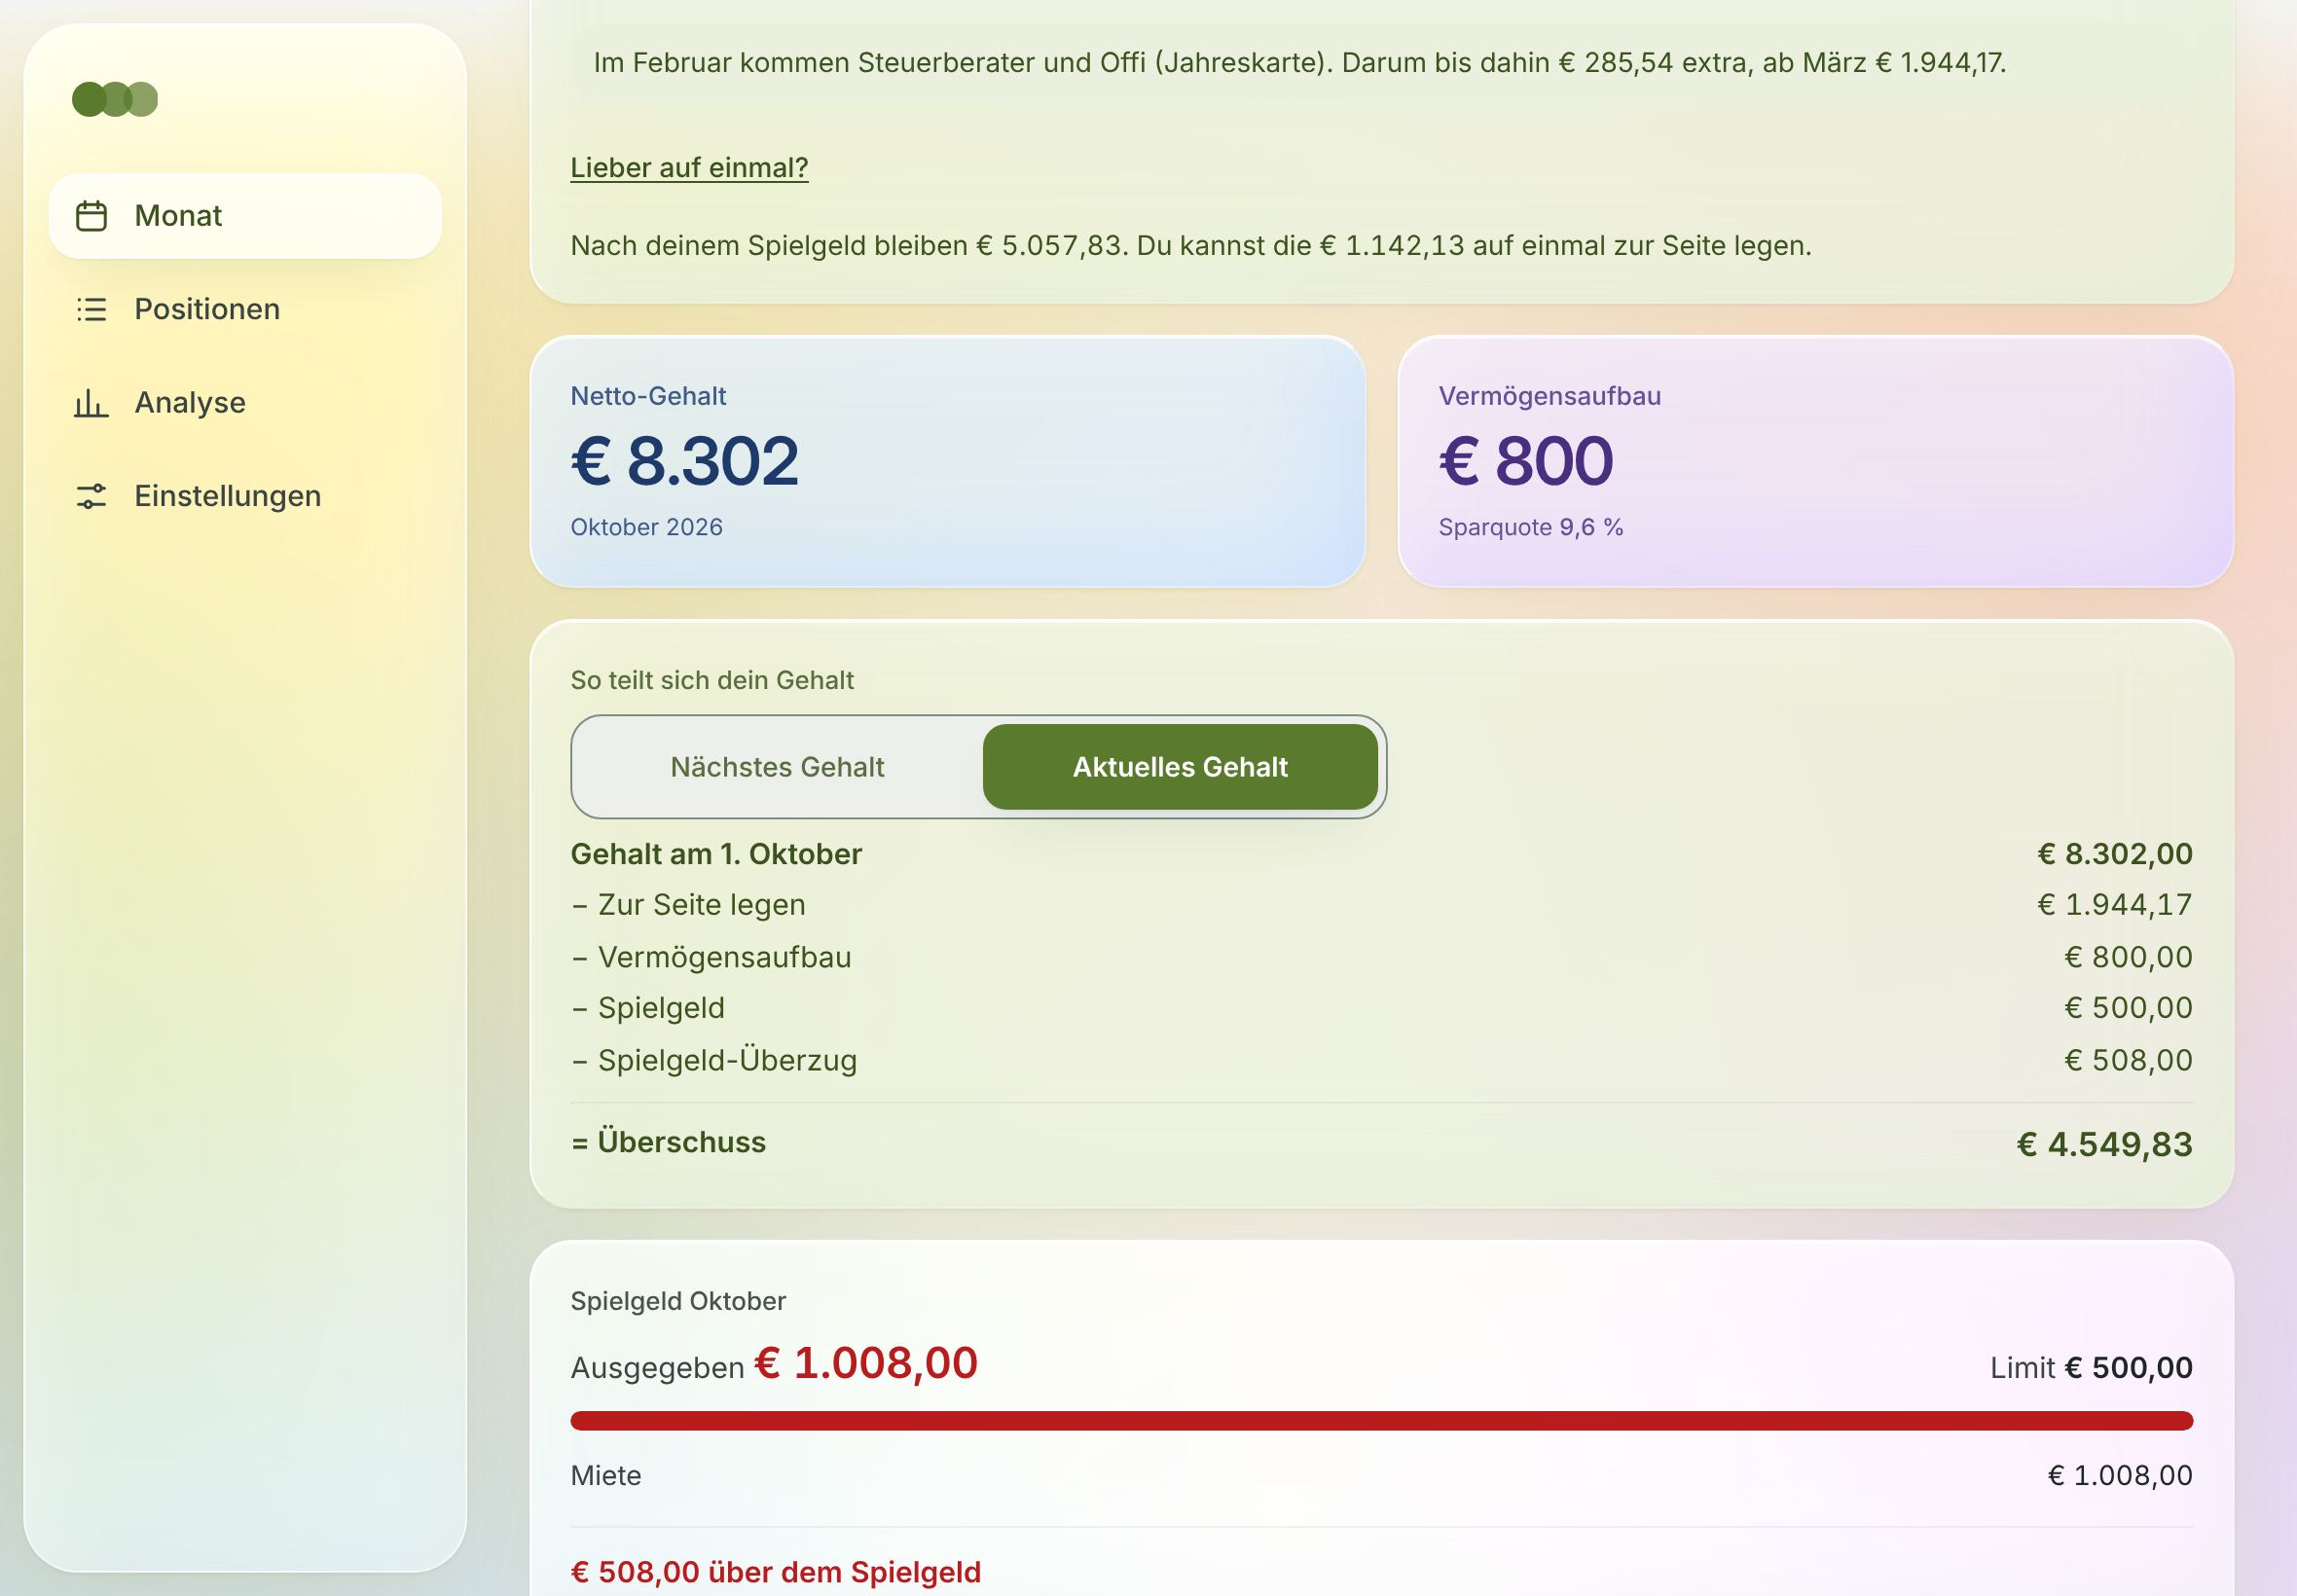 Im Februar kommen Steuerberater und Offi (Jahreskarte). Darum bis dahin € 285,54 extra, ab März € 1.944,17.
Lieber auf einmal?
Nach deinem Spielgeld bleiben € 5.057,83. Du kannst die € 1.142,13 auf einmal zur Seite legen.
Monat
Positionen
Analyse
Einstellungen
Netto-Gehalt
€ 8.302
Oktober 2026
Vermögensaufbau
€ 800
Sparquote 9,6 %
So teilt sich dein Gehalt
Nächstes Gehalt
Aktuelles Gehalt
Gehalt am 1. Oktober € 8.302,00
– Zur Seite legen € 1.944,17
– Vermögensaufbau € 800,00
– Spielgeld € 500,00
– Spielgeld-Überzug € 508,00
= Überschuss € 4.549,83
Spielgeld Oktober
Ausgegeben € 1.008,00 Limit € 500,00
Miete € 1.008,00
€ 508,00 über dem Spielgeld